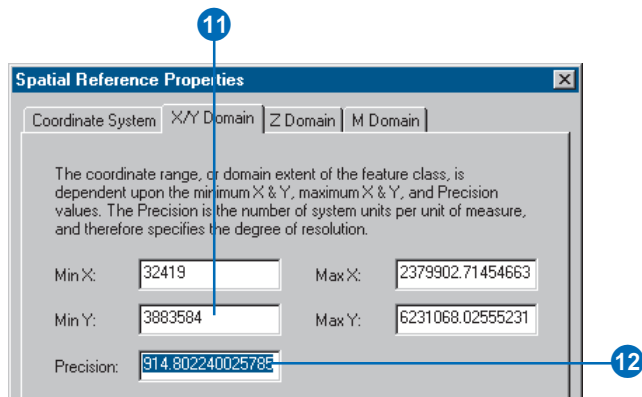 11
Spatial Reference Properties
Coordinate System X/Y Domain Z Domain M Domain
The coordinate range, or domain extent of the feature class, is
dependent upon the minimum X & Y, maximum X & Y, and Precision
values. The Precision is the number of system units per unit of measure,
and therefore specifies the degree of resolution.
Min X: 32419 Max X: 2379902.71454663
Min Y: 3883584 Max Y: 6231068.02555231
Precision: 914.802240025785
12